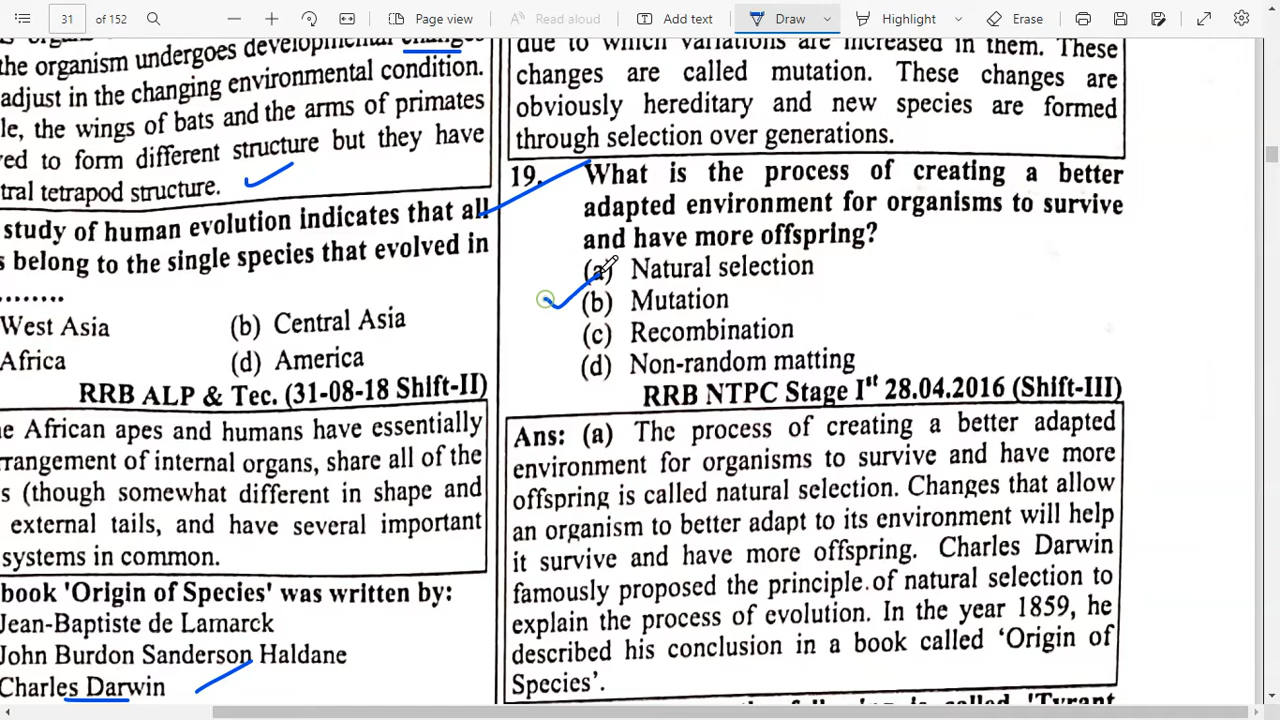 31 of 152
Page view
Read aloud
Add text
Draw
Highlight
Erase
the organism undergoes developmental changes
adjust in the changing environmental condition.
le, the wings of bats and the arms of primates
ed to form different structure but they have
tral tetrapod structure.
study of human evolution indicates that all
s belong to the single species that evolved in
........
West Asia (b) Central Asia
Africa (d) America
RRB ALP & Tec. (31-08-18 Shift-II)
e African apes and humans have essentially
rrangement of internal organs, share all of the
s (though somewhat different in shape and
external tails, and have several important
systems in common.
book 'Origin of Species' was written by:
Jean-Baptiste de Lamarck
John Burdon Sanderson Haldane
Charles Darwin
due to which variations are increased in them. These
changes are called mutation. These changes are
obviously hereditary and new species are formed
through selection over generations.
19. What is the process of creating a better
adapted environment for organisms to survive
and have more offspring?
(a) Natural selection
(b) Mutation
(c) Recombination
(d) Non-random matting
RRB NTPC Stage Ist 28.04.2016 (Shift-III)
Ans: (a) The process of creating a better adapted
environment for organisms to survive and have more
offspring is called natural selection. Changes that allow
an organism to better adapt to its environment will help
it survive and have more offspring. Charles Darwin
famously proposed the principle of natural selection to
explain the process of evolution. In the year 1859, he
described his conclusion in a book called 'Origin of
Species'.
is called 'Tyrant